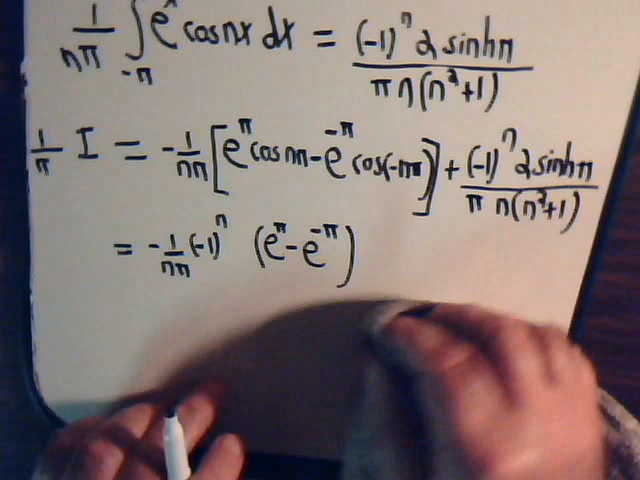 1/nπ ∫_{-π} e^x cos nx dx = (-1)^n 2 sinh π / π n(n²+1)
1/π I = -1/nπ [e^π cos nπ - e^{-π} cos(-nπ)] + (-1)^n 2 sinh π / π n(n²+1)
= -1/nπ (-1)^n (e^π - e^{-π})